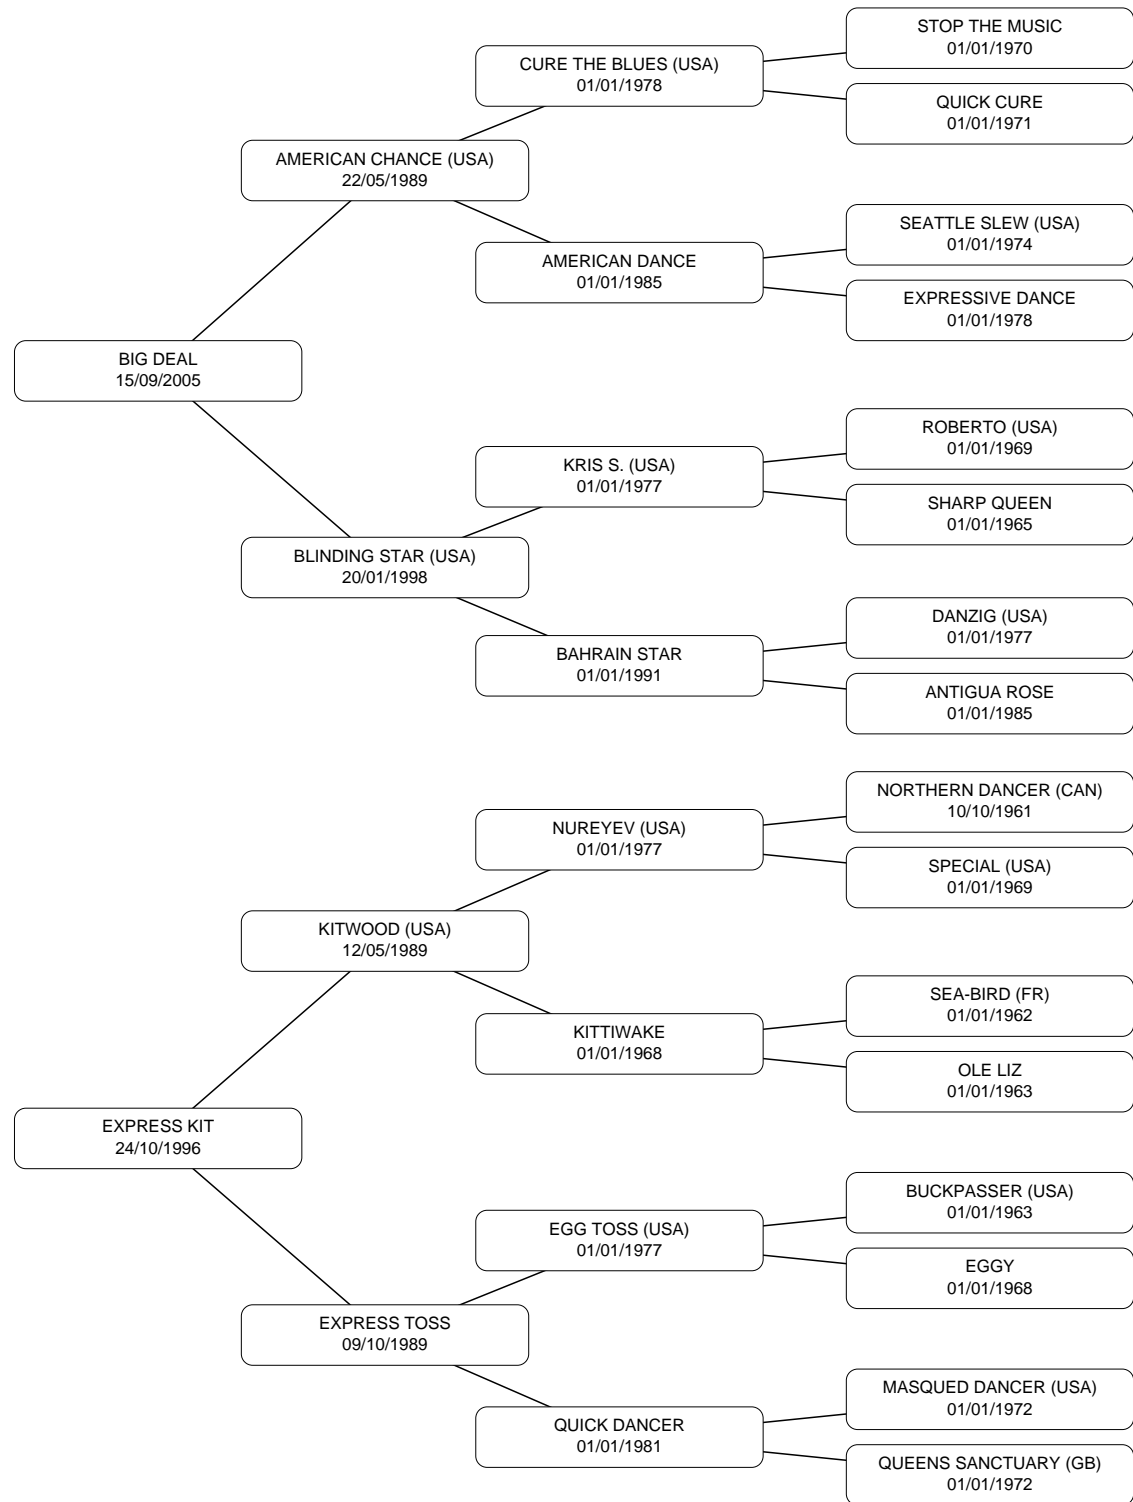 STOP THE MUSIC
01/01/1970
CURE THE BLUES (USA)
01/01/1978
QUICK CURE
01/01/1971
AMERICAN CHANCE (USA)
22/05/1989
SEATTLE SLEW (USA)
01/01/1974
AMERICAN DANCE
01/01/1985
EXPRESSIVE DANCE
01/01/1978
BIG DEAL
15/09/2005
ROBERTO (USA)
01/01/1969
KRIS S. (USA)
01/01/1977
SHARP QUEEN
01/01/1965
BLINDING STAR (USA)
20/01/1998
DANZIG (USA)
01/01/1977
BAHRAIN STAR
01/01/1991
ANTIGUA ROSE
01/01/1985
NORTHERN DANCER (CAN)
10/10/1961
NUREYEV (USA)
01/01/1977
SPECIAL (USA)
01/01/1969
KITWOOD (USA)
12/05/1989
SEA-BIRD (FR)
01/01/1962
KITTIWAKE
01/01/1968
OLE LIZ
01/01/1963
EXPRESS KIT
24/10/1996
BUCKPASSER (USA)
01/01/1963
EGG TOSS (USA)
01/01/1977
EGGY
01/01/1968
EXPRESS TOSS
09/10/1989
MASQUED DANCER (USA)
01/01/1972
QUICK DANCER
01/01/1981
QUEENS SANCTUARY (GB)
01/01/1972